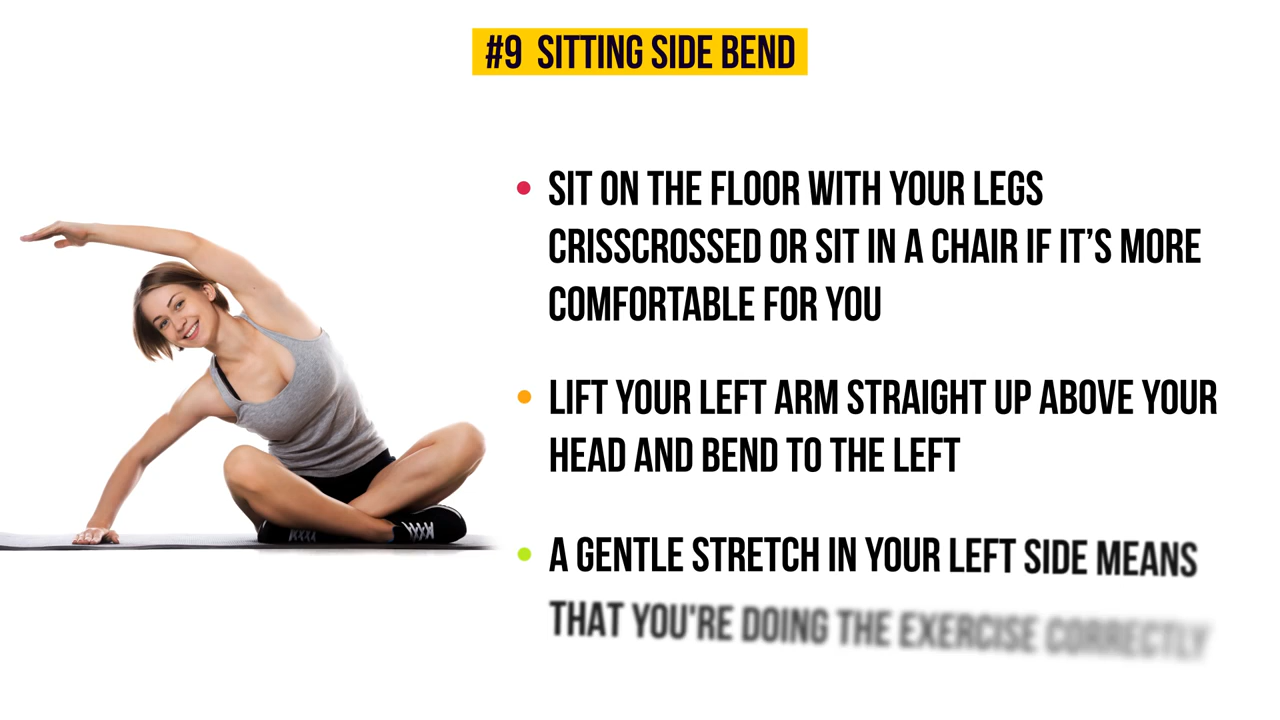 #9 SITTING SIDE BEND
SIT ON THE FLOOR WITH YOUR LEGS
CRISSCROSSED OR SIT IN A CHAIR IF IT’S MORE
COMFORTABLE FOR YOU
LIFT YOUR LEFT ARM STRAIGHT UP ABOVE YOUR
HEAD AND BEND TO THE LEFT
A GENTLE STRETCH IN YOUR LEFT SIDE MEANS
THAT YOU'RE DOING THE EXERCISE CORRECTLY